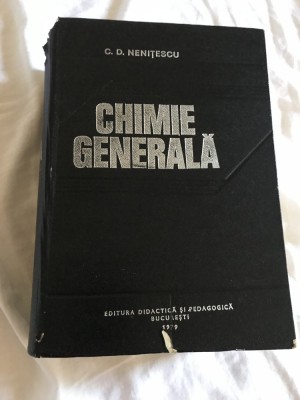 C. D. NENIȚESCU
CHIMIE
GENERALĂ
EDITURA DIDACTICĂ ȘI PEDAGOGICĂ
BUCUREȘTI
1979